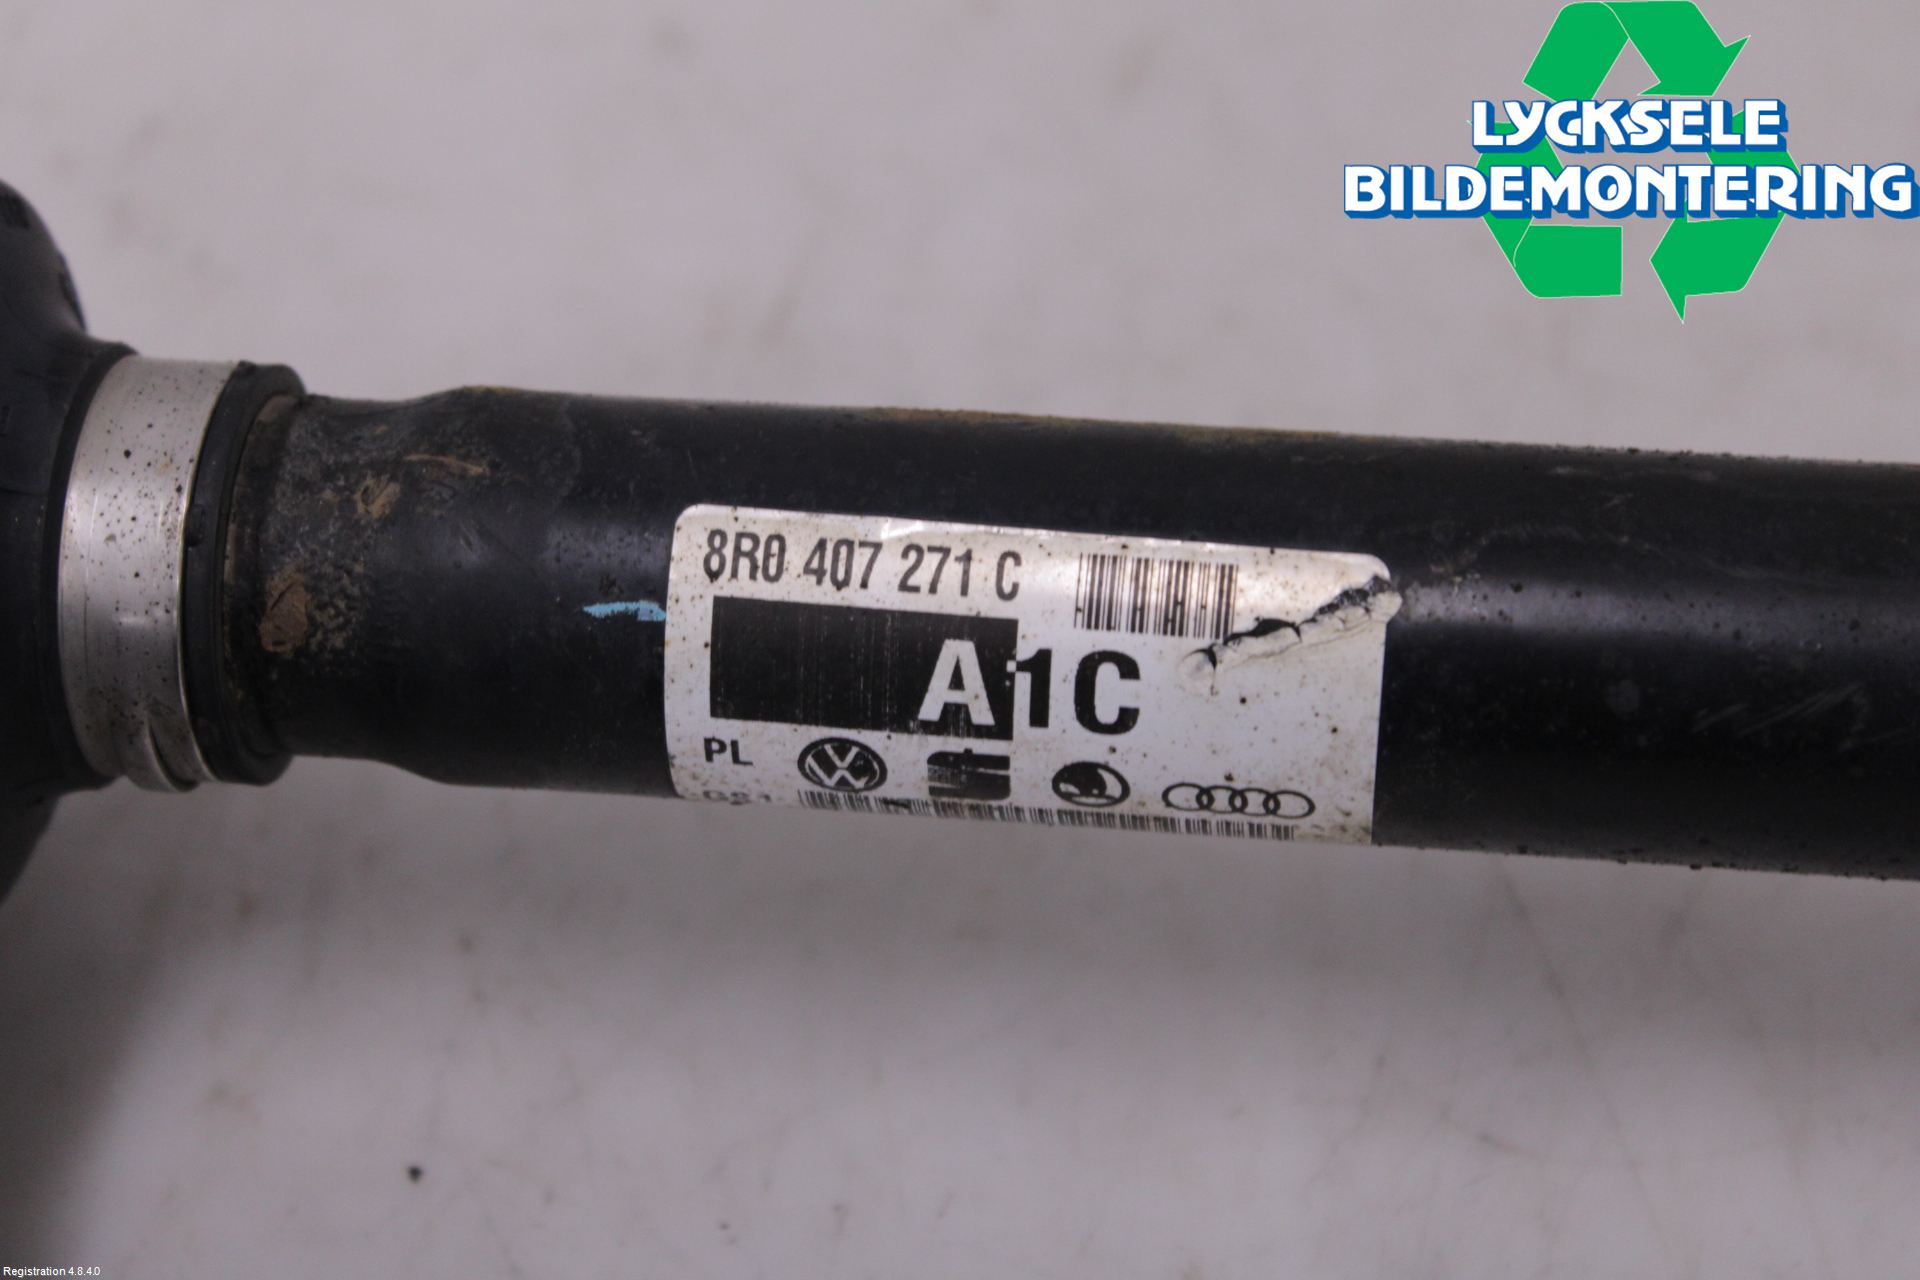 LYCKSELE
BILDEMONTERING
8R0 407 271 C
A1C
PL
Registration 4.8.4.0